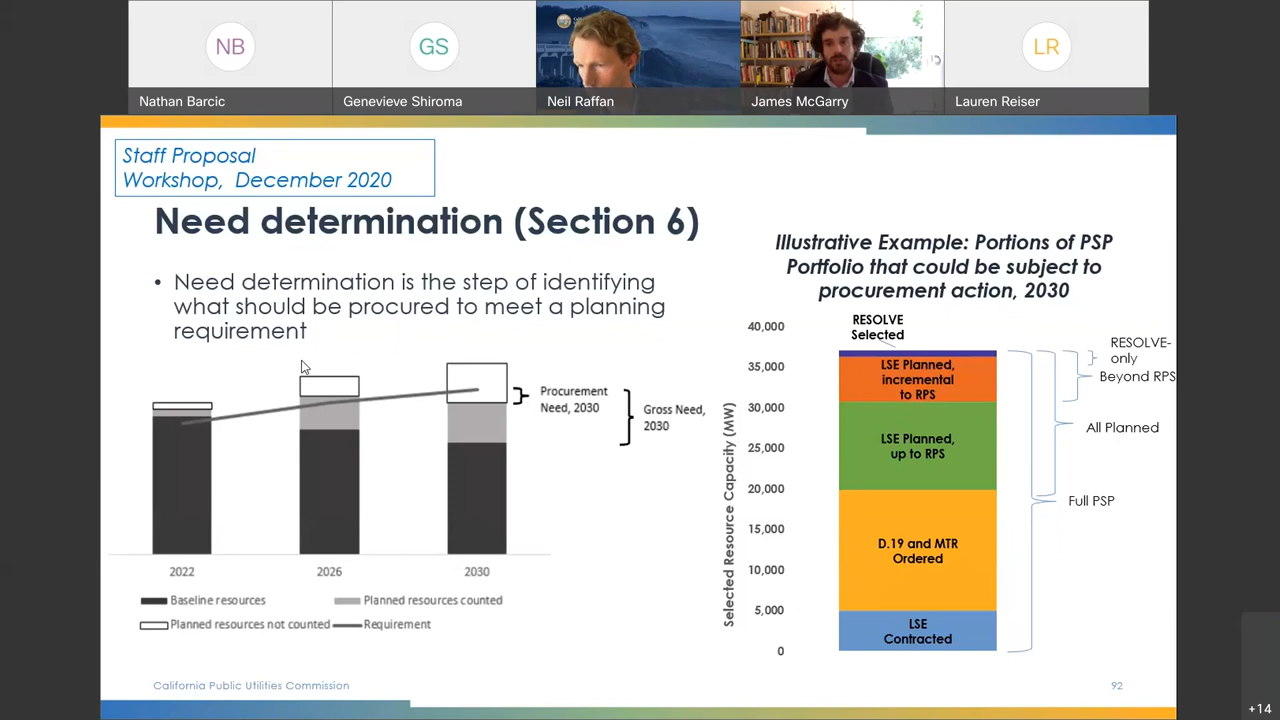 NB
GS
LR
Nathan Barcic
Genevieve Shiroma
Neil Raffan
James McGarry
Lauren Reiser
Staff Proposal
Workshop, December 2020
Need determination (Section 6)
• Need determination is the step of identifying
what should be procured to meet a planning
requirement
Procurement
Need, 2030
Gross Need,
2030
2022
2026
2030
Baseline resources
Planned resources counted
Planned resources not counted
Requirement
Illustrative Example: Portions of PSP
Portfolio that could be subject to
procurement action, 2030
Selected Resource Capacity (MW)
40,000
35,000
30,000
25,000
20,000
15,000
10,000
5,000
0
RESOLVE
Selected
LSE Planned,
incremental
to RPS
LSE Planned,
up to RPS
D.19 and MTR
Ordered
LSE
Contracted
RESOLVE-
only
Beyond RPS
All Planned
Full PSP
California Public Utilities Commission
92
+14